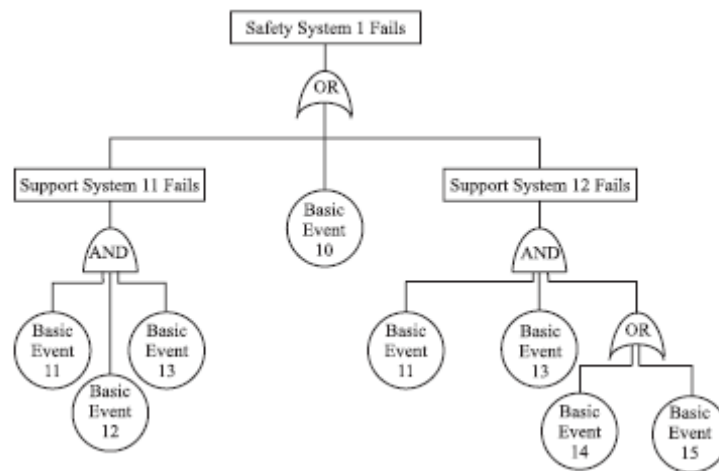 Safety System 1 Fails
OR
Support System 11 Fails
Basic
Event
10
Support System 12 Fails
AND
Basic
Event
11
Basic
Event
12
Basic
Event
13
AND
Basic
Event
11
Basic
Event
13
OR
Basic
Event
14
Basic
Event
15